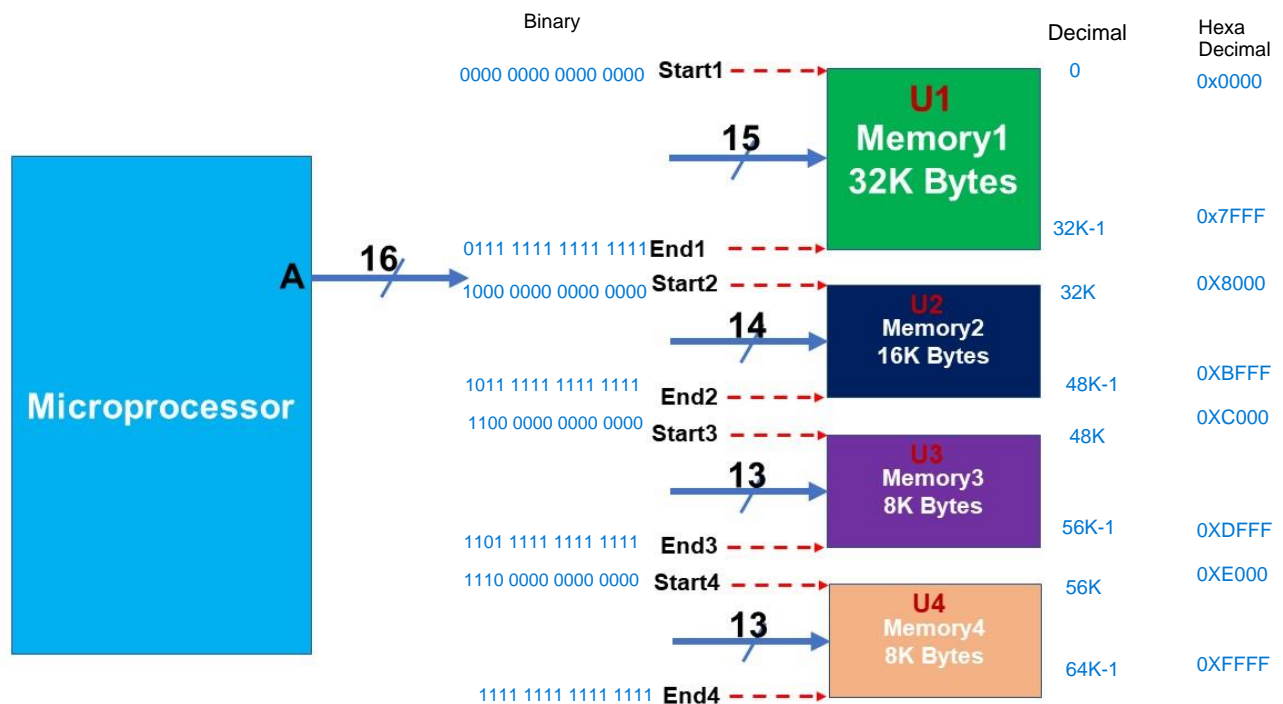 Binary
Decimal
Hexa
Decimal
0000 0000 0000 0000 Start1
0
0x0000
U1
Memory1
32K Bytes
15
32K-1
0x7FFF
0111 1111 1111 1111 End1
A
16
1000 0000 0000 0000 Start2
32K
0X8000
U2
Memory2
16K Bytes
14
Microprocessor
1011 1111 1111 1111 End2
48K-1
0XBFFF
1100 0000 0000 0000 Start3
48K
0XC000
U3
Memory3
8K Bytes
13
1101 1111 1111 1111 End3
56K-1
0XDFFF
1110 0000 0000 0000 Start4
56K
0XE000
U4
Memory4
8K Bytes
13
64K-1
0XFFFF
1111 1111 1111 1111 End4